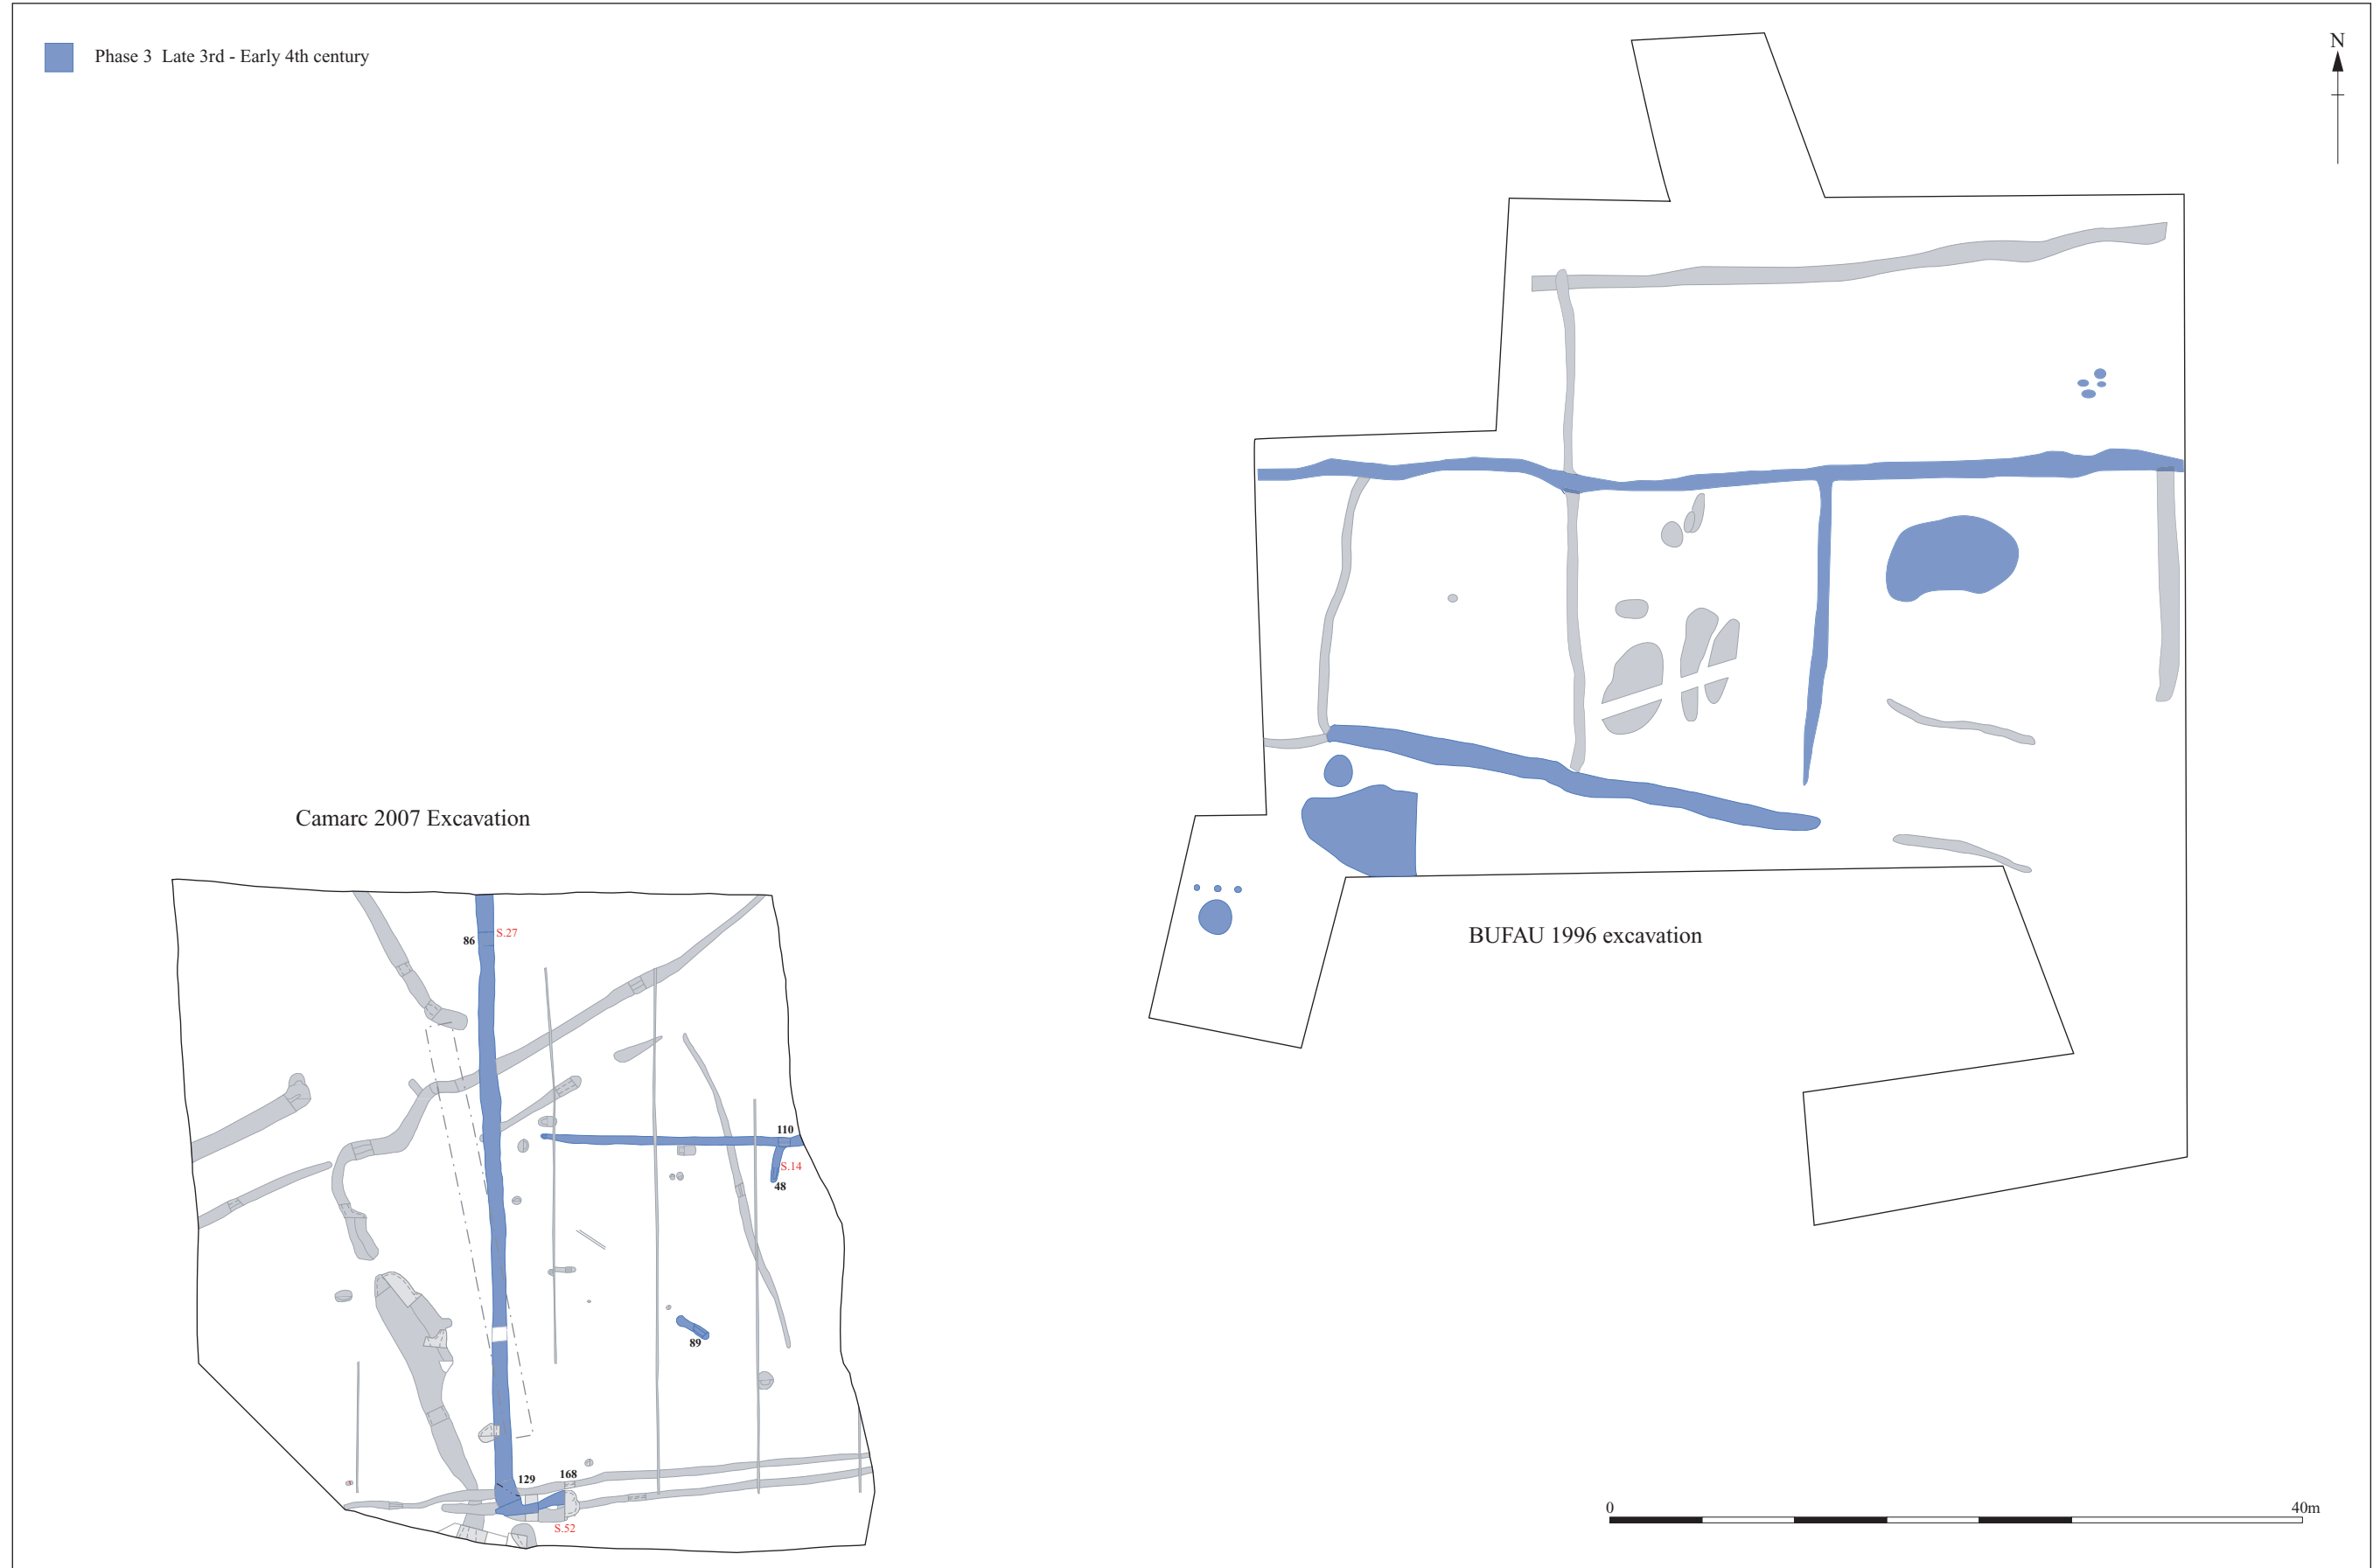 Phase 3  Late 3rd - Early 4th century
N
Camarc 2007 Excavation
BUFAU 1996 excavation
86
S.27
110
S.14
48
89
129
168
S.52
0
40m